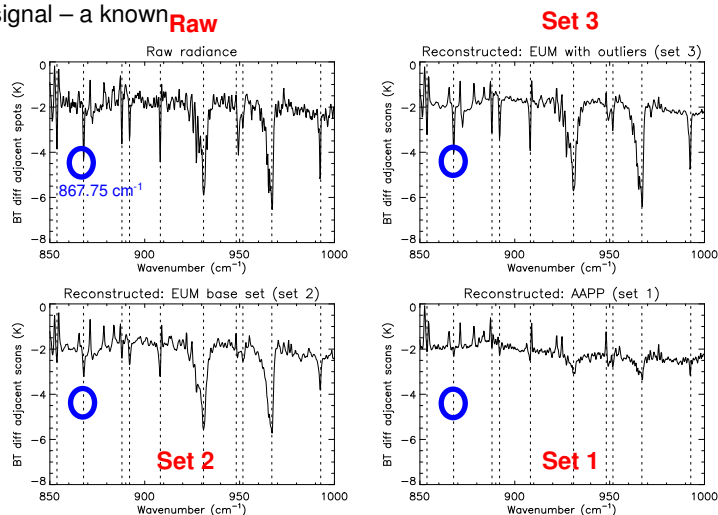 signal – a known
Raw
Set 3
Raw radiance
BT diff adjacent spots (K)
0
−2
−4
−6
−8
867.75 cm-1
850 900 950 1000
Wavenumber (cm−1)
Reconstructed: EUM with outliers (set 3)
BT diff adjacent scans (K)
0
−2
−4
−6
−8
850 900 950 1000
Wavenumber (cm−1)
Reconstructed: EUM base set (set 2)
BT diff adjacent scans (K)
0
−2
−4
−6
−8
Set 2
850 900 950 1000
Wavenumber (cm−1)
Reconstructed: AAPP (set 1)
BT diff adjacent scans (K)
0
−2
−4
−6
−8
Set 1
850 900 950 1000
Wavenumber (cm−1)